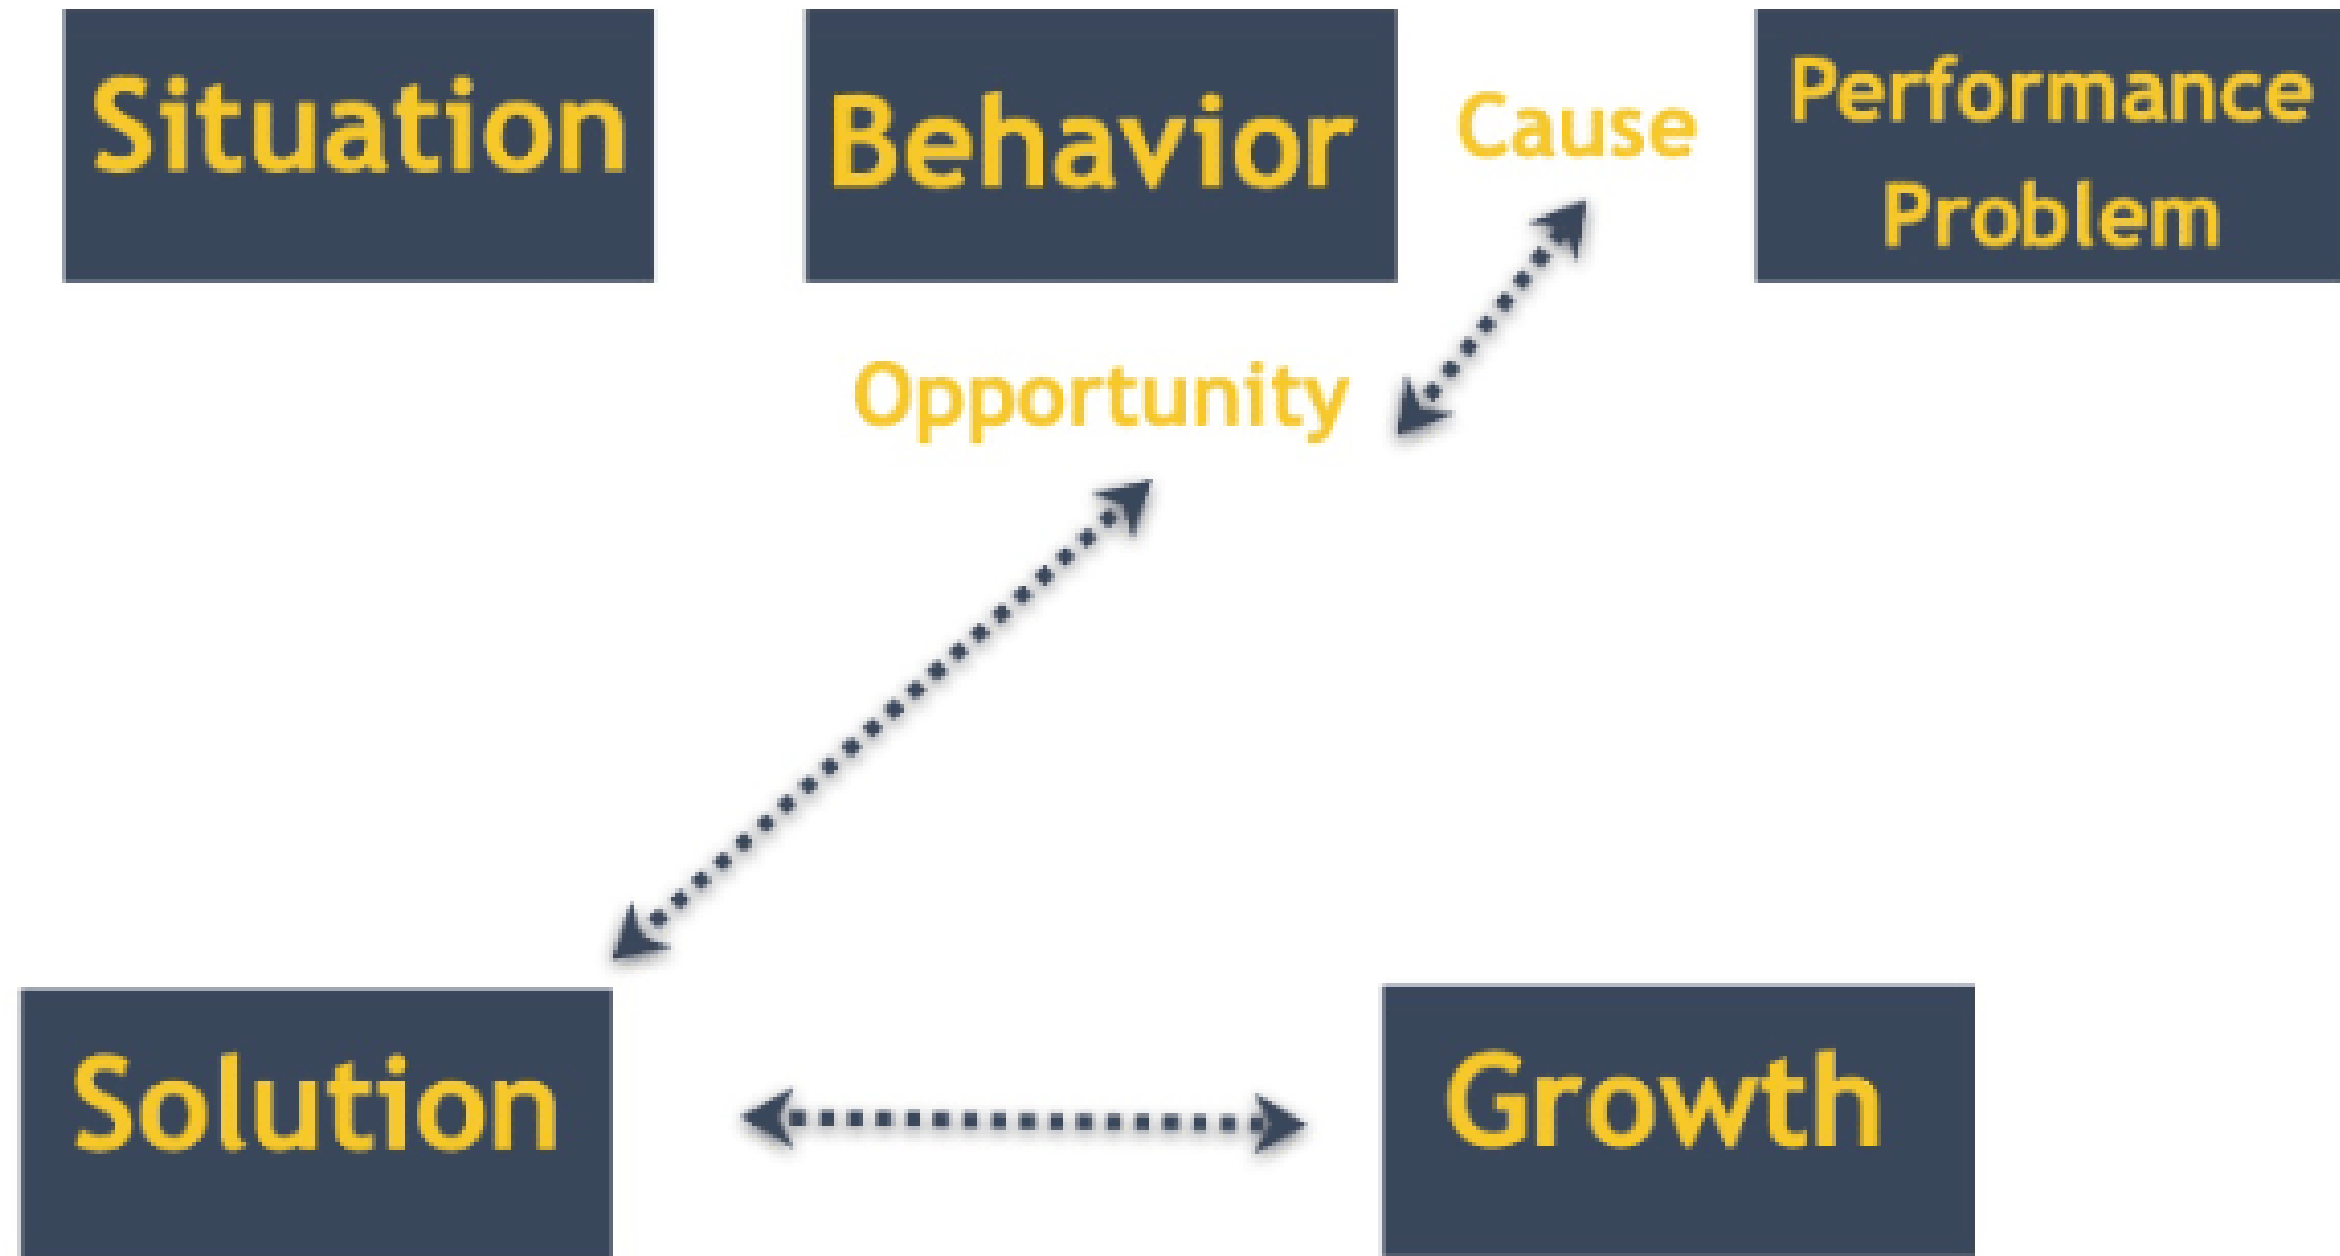 Situation
Behavior
Cause
Performance
Problem
Opportunity
Solution
Growth